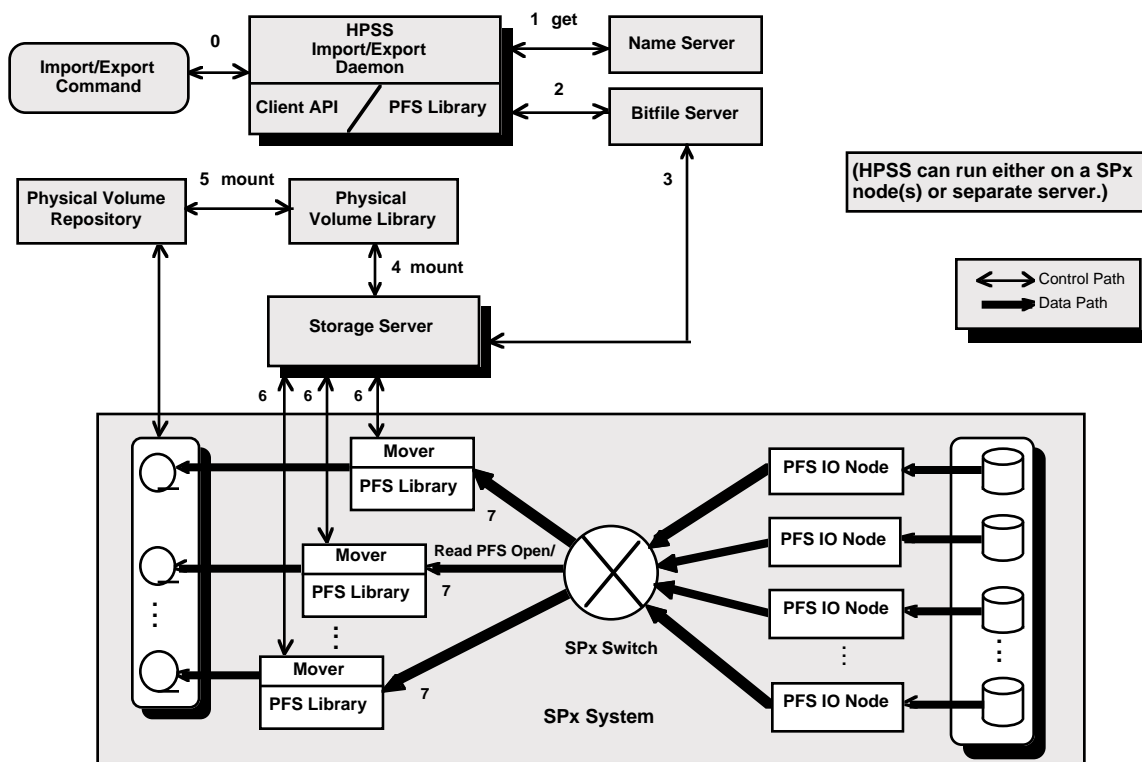 0
Import/Export
Command
HPSS
Import/Export
Daemon
Client API
PFS Library
1 get
Name Server
2
Bitfile Server
3
(HPSS can run either on a SPx
node(s) or separate server.)
Physical Volume
Repository
5 mount
Physical
Volume Library
4 mount
Control Path
Data Path
Storage Server
6
6
6
Mover
PFS Library
7
Mover
PFS Library
Read PFS Open/
7
Mover
PFS Library
7
SPx Switch
SPx System
PFS IO Node
PFS IO Node
PFS IO Node
PFS IO Node